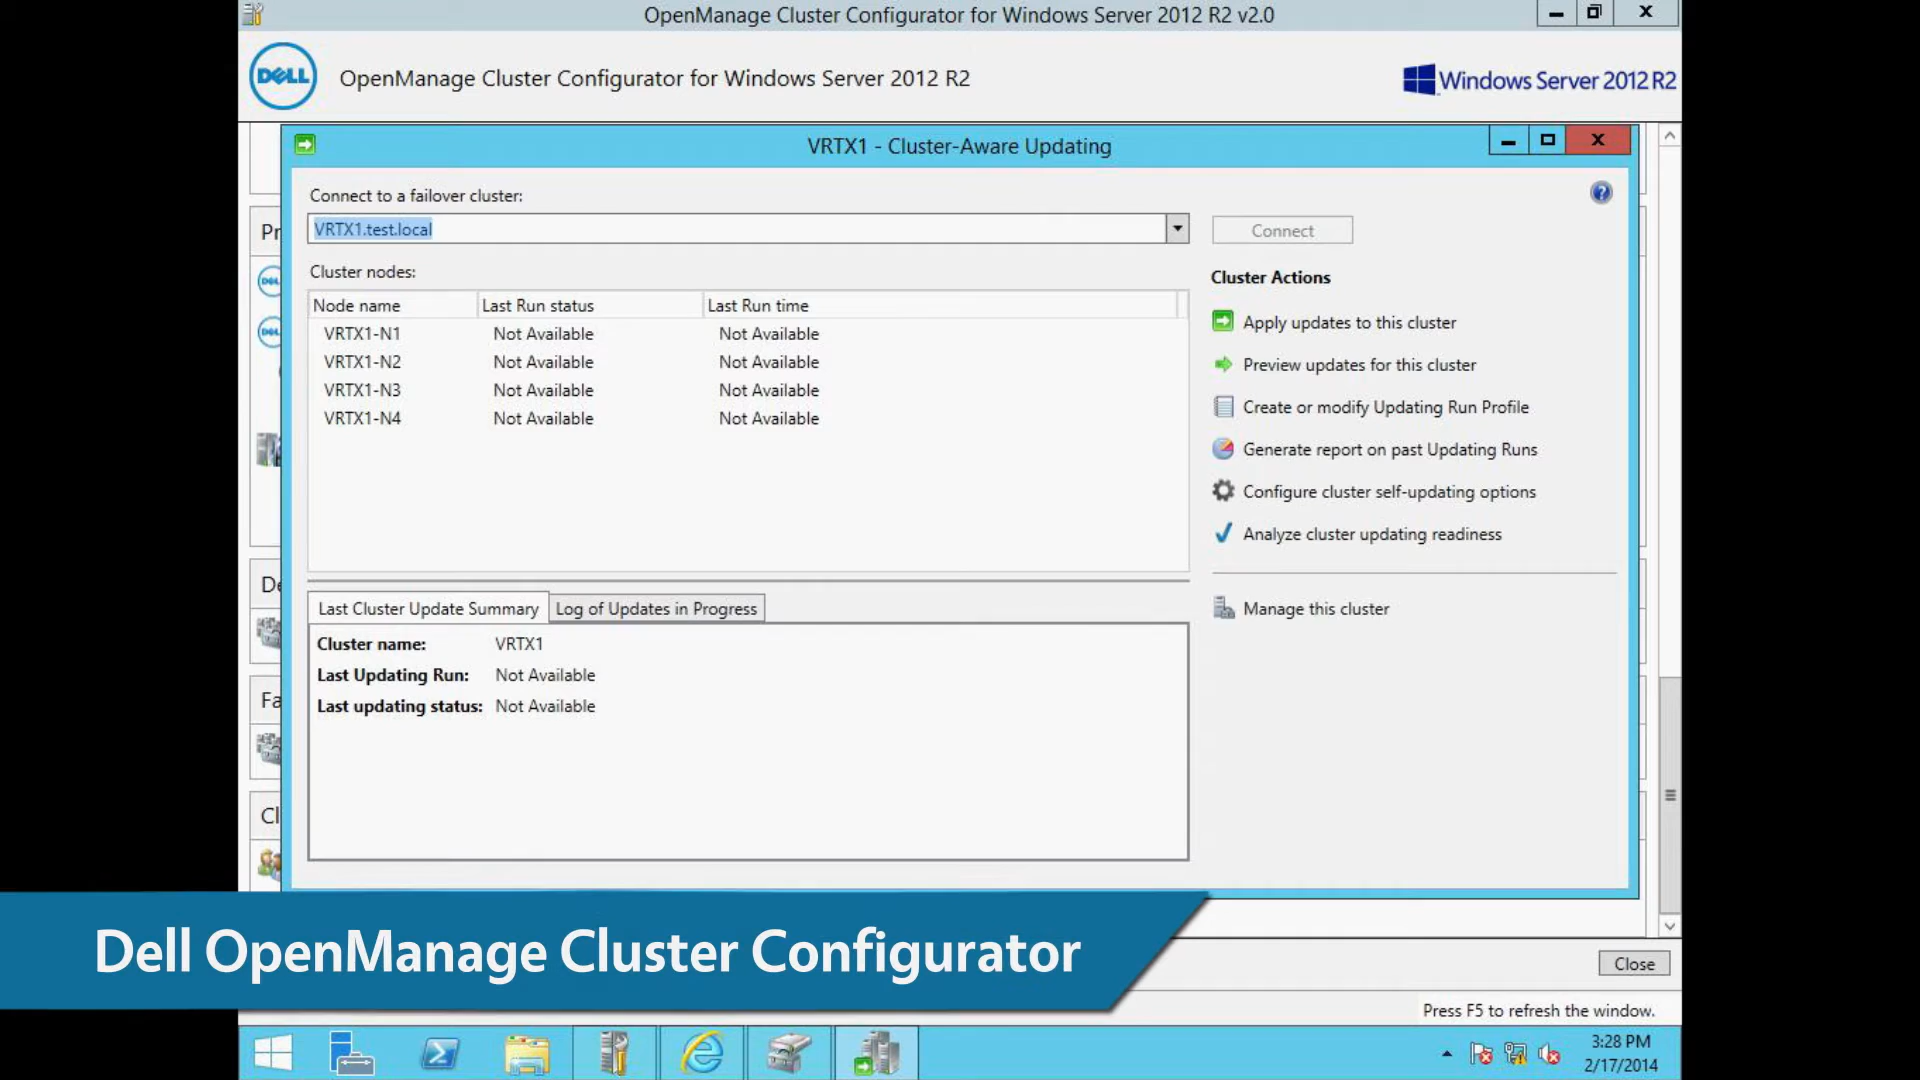 OpenManage Cluster Configurator for Windows Server 2012 R2 v2.0
DELL
OpenManage Cluster Configurator for Windows Server 2012 R2
Windows Server 2012 R2
VRTX1 - Cluster-Aware Updating
Connect to a failover cluster:
VRTX1.test.local
Connect
Pr
Cluster nodes:
Cluster Actions
Node name Last Run status Last Run time
VRTX1-N1 Not Available Not Available
VRTX1-N2 Not Available Not Available
VRTX1-N3 Not Available Not Available
VRTX1-N4 Not Available Not Available
Apply updates to this cluster
Preview updates for this cluster
Create or modify Updating Run Profile
Generate report on past Updating Runs
Configure cluster self-updating options
Analyze cluster updating readiness
Manage this cluster
De
Last Cluster Update Summary Log of Updates in Progress
Cluster name: VRTX1
Last Updating Run: Not Available
Last updating status: Not Available
Fa
Cl
Dell OpenManage Cluster Configurator
Close
Press F5 to refresh the window.
3:28 PM
2/17/2014